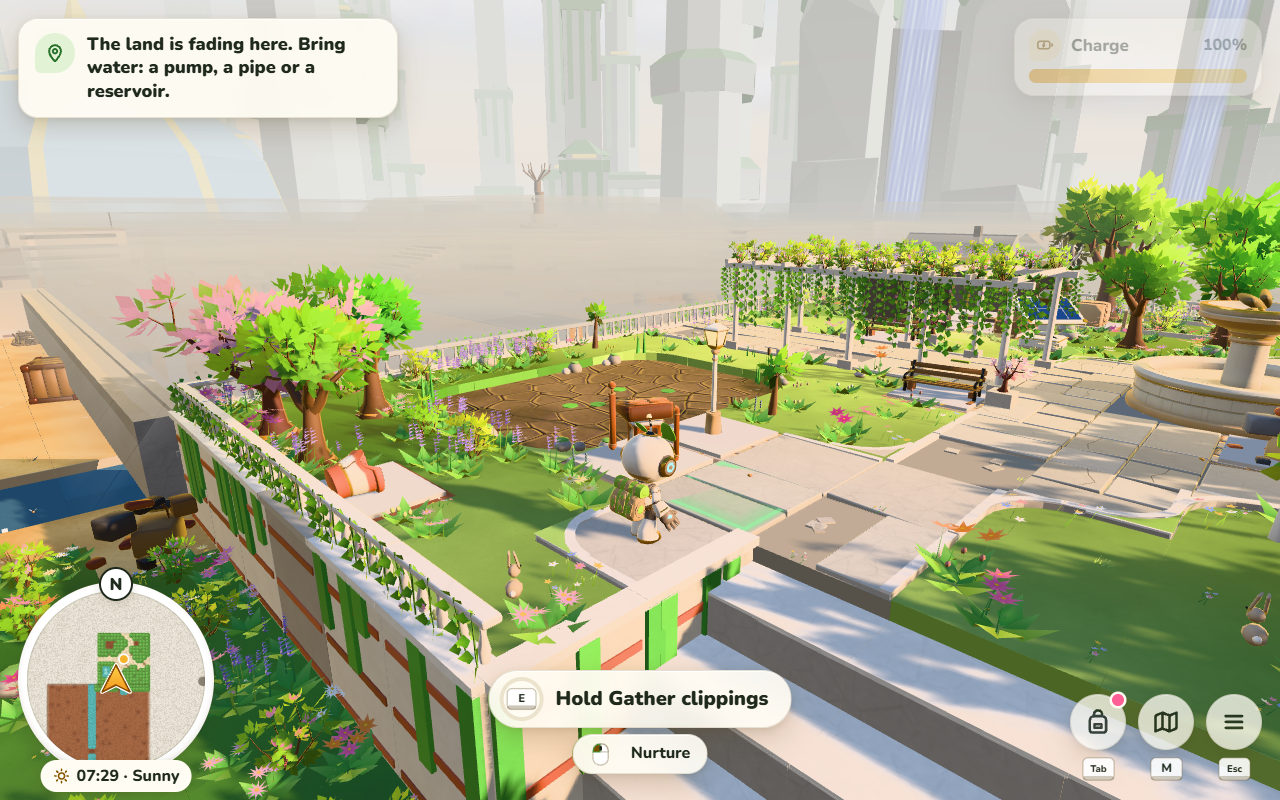 The land is fading here. Bring
water: a pump, a pipe or a
reservoir.
Charge 100%
E Hold Gather clippings
Nurture
N
07:29 · Sunny
Tab M Esc